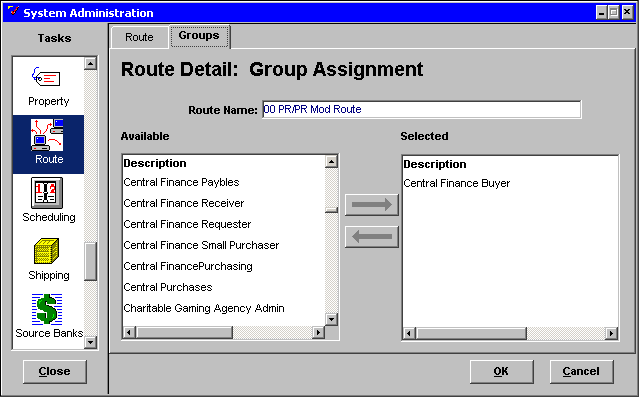 System Administration
Tasks
Property
Route
Scheduling
Shipping
Source Banks
Close
Route
Groups
Route Detail: Group Assignment
Route Name: 00 PR/PR Mod Route
Available
Description
Central Finance Paybles
Central Finance Receiver
Central Finance Requester
Central Finance Small Purchaser
Central FinancePurchasing
Central Purchases
Charitable Gaming Agency Admin
Selected
Description
Central Finance Buyer
OK
Cancel